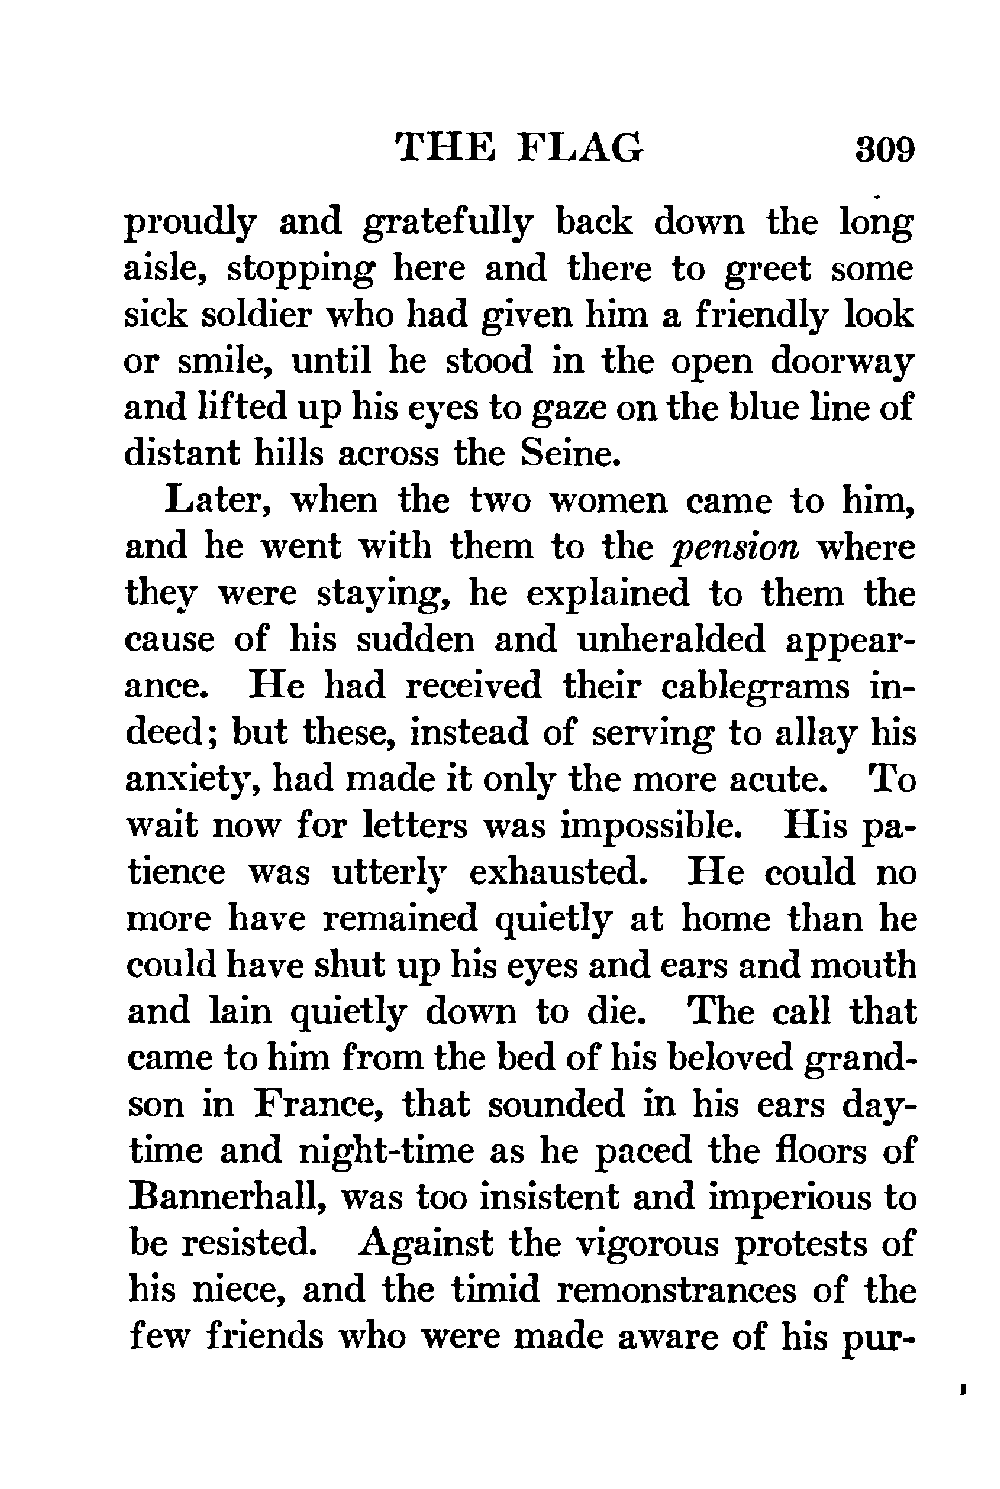 THE FLAG 309
proudly and gratefully back down the long
aisle, stopping here and there to greet some
sick soldier who had given him a friendly look
or smile, until he stood in the open doorway
and lifted up his eyes to gaze on the blue line of
distant hills across the Seine.
Later, when the two women came to him,
and he went with them to the pension where
they were staying, he explained to them the
cause of his sudden and unheralded appear-
ance. He had received their cablegrams in-
deed; but these, instead of serving to allay his
anxiety, had made it only the more acute. To
wait now for letters was impossible. His pa-
tience was utterly exhausted. He could no
more have remained quietly at home than he
could have shut up his eyes and ears and mouth
and lain quietly down to die. The call that
came to him from the bed of his beloved grand-
son in France, that sounded in his ears day-
time and night-time as he paced the floors of
Bannerhall, was too insistent and imperious to
be resisted. Against the vigorous protests of
his niece, and the timid remonstrances of the
few friends who were made aware of his pur-